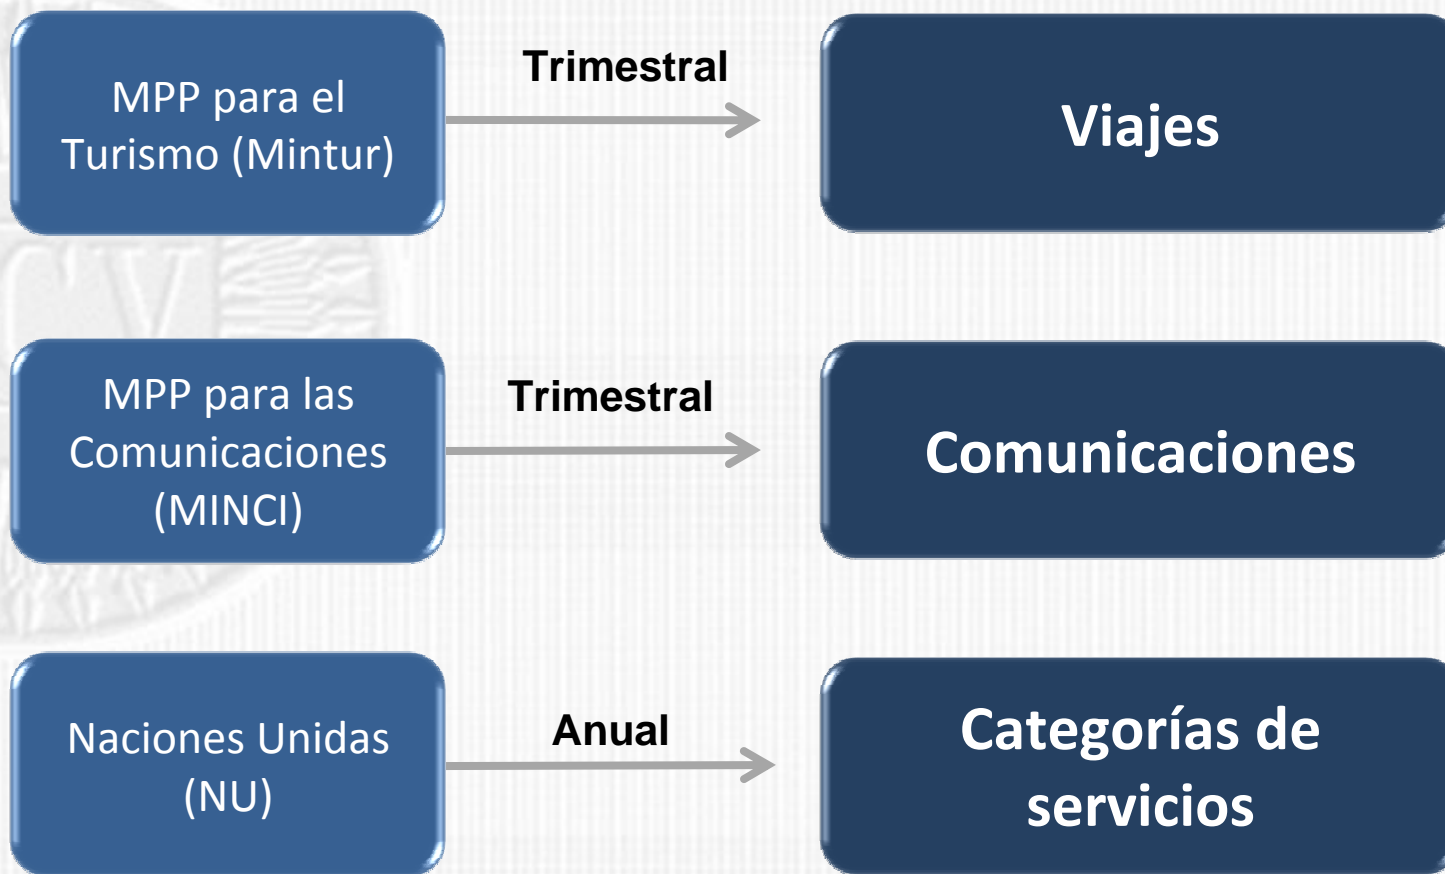 MPP para el
Turismo (Mintur)
Trimestral
Viajes
MPP para las
Comunicaciones
(MINCI)
Trimestral
Comunicaciones
Naciones Unidas
(NU)
Anual
Categorías de
servicios